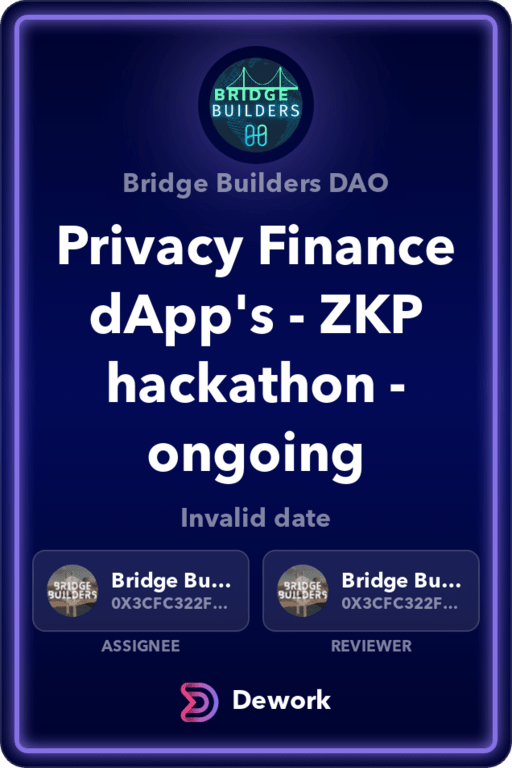 BRIDGE
BUILDERS
Bridge Builders DAO
Privacy Finance
dApp's - ZKP
hackathon -
ongoing
Invalid date
BRIDGE
BUILDERS
Bridge Bu...
0X3CFC322F...
ASSIGNEE
BRIDGE
BUILDERS
Bridge Bu...
0X3CFC322F...
REVIEWER
Dework